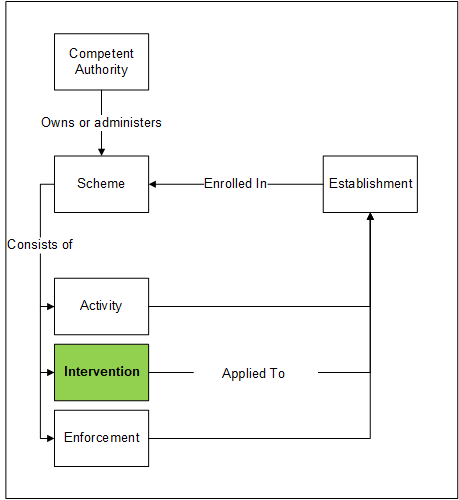 Competent
Authority
Owns or administers
Scheme
Enrolled In
Establishment
Consists of
Activity
Intervention
Applied To
Enforcement